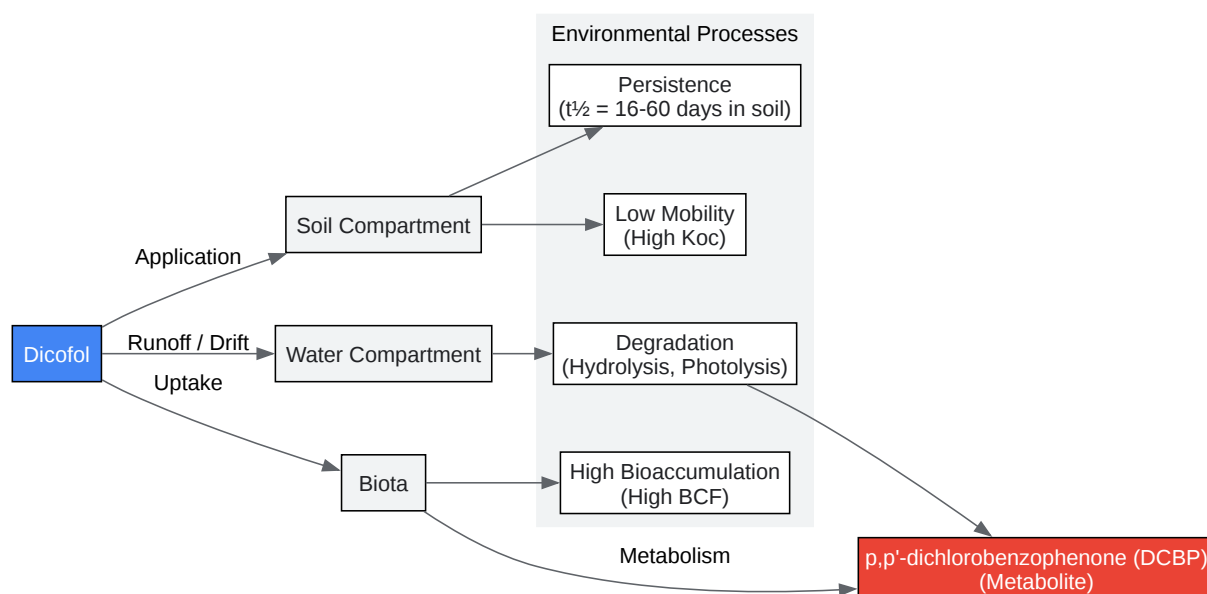 Environmental Processes
Persistence
(t½ = 16-60 days in soil)
Soil Compartment
Low Mobility
(High Koc)
Application
Dicofol
Runoff / Drift
Water Compartment
Degradation
(Hydrolysis, Photolysis)
Uptake
Biota
High Bioaccumulation
(High BCF)
Metabolism
p,p'-dichlorobenzophenone (DCBP)
(Metabolite)